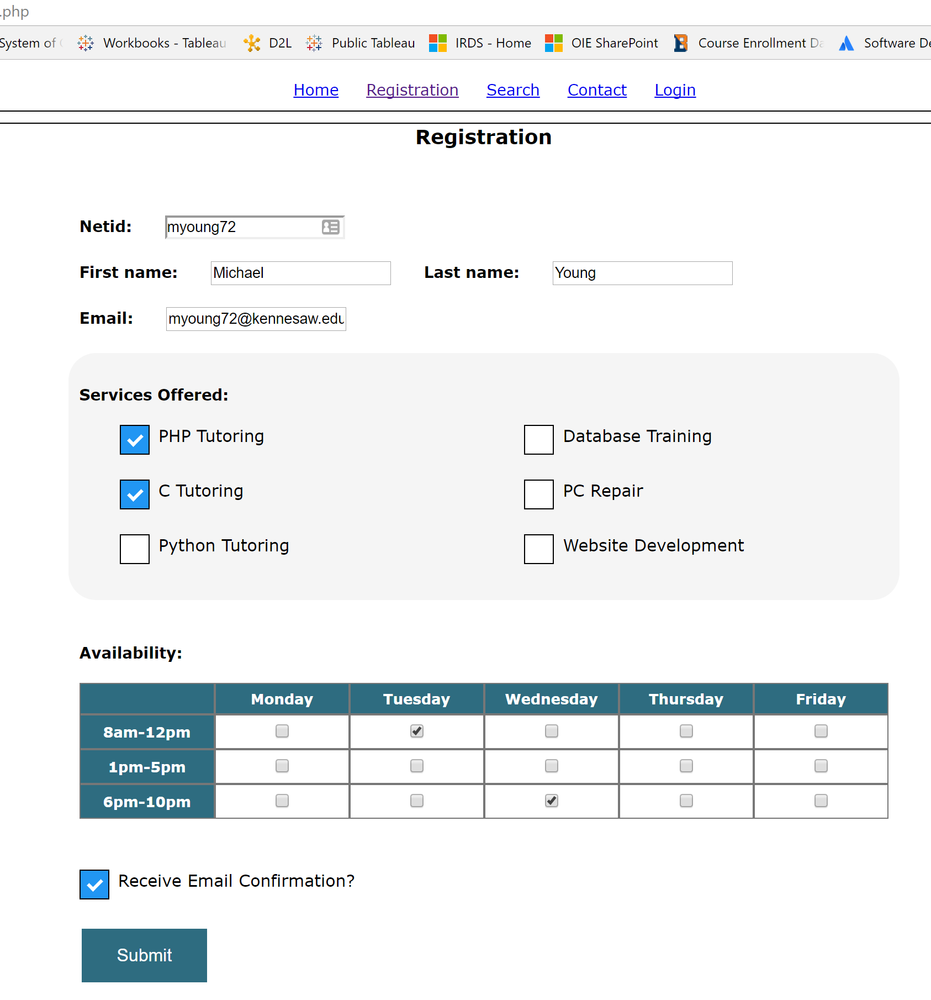 .php
System of
Workbooks - Tableau D2L Public Tableau IRDS - Home OIE SharePoint Course Enrollment Da Software De
Home Registration Search Contact Login
Registration
Netid: myoung72
First name: Michael Last name: Young
Email: myoung72@kennesaw.edu
Services Offered:
PHP Tutoring Database Training
C Tutoring PC Repair
Python Tutoring Website Development
Availability:
Monday Tuesday Wednesday Thursday Friday
8am-12pm
1pm-5pm
6pm-10pm
Receive Email Confirmation?
Submit